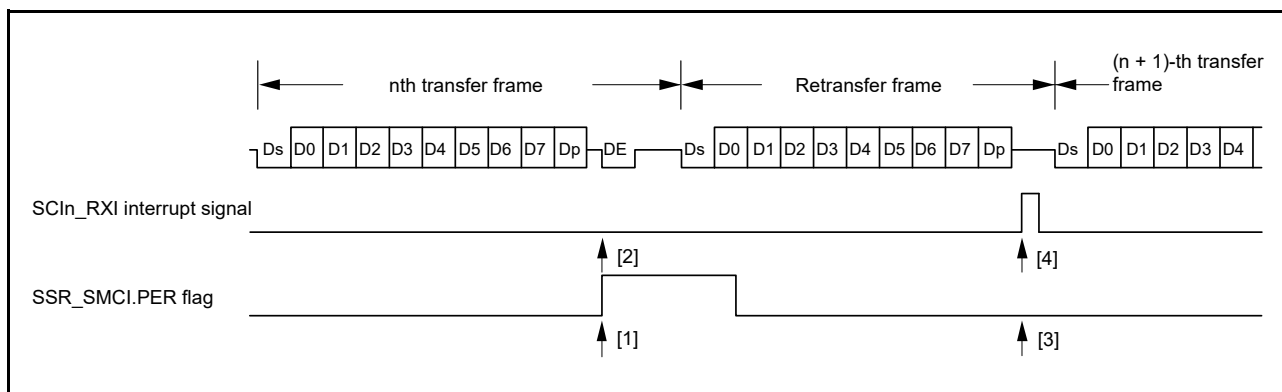 (n + 1)-th transfer
nth transfer frame Retransfer frame frame
Ds D0 D1 D2 D3 D4 D5 D6 D7 Dp DE Ds D0 D1 D2 D3 D4 D5 D6 D7 Dp Ds D0 D1 D2 D3 D4
SCIn_RXI interrupt signal
[2] [4]
SSR_SMCI.PER flag
[1] [3]